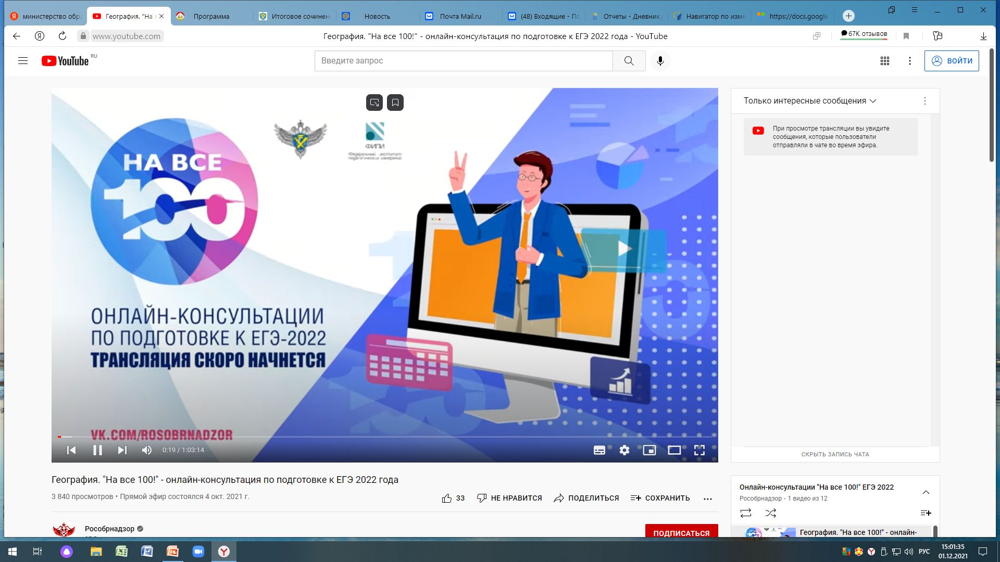 министерство обра
География. "На в
Программа
Итоговое сочинен
Новость
Почта Mail.ru
(48) Входящие - По
Отчеты - Дневник.
Навигатор по изме
https://docs.google
www.youtube.com
География. "На все 100!" - онлайн-консультация по подготовке к ЕГЭ 2022 года - YouTube
67К отзывов
YouTube RU
Введите запрос
ВОЙТИ
НА ВСЕ
100
ФИПИ
Федеральный институт
педагогических измерений
ОНЛАЙН-КОНСУЛЬТАЦИИ
ПО ПОДГОТОВКЕ К ЕГЭ-2022
ТРАНСЛЯЦИЯ СКОРО НАЧНЕТСЯ
VK.COM/ROSOBRNADZOR
0:19 / 1:03:14
Только интересные сообщения
При просмотре трансляции вы увидите
сообщения, которые пользователи
отправляли в чате во время эфира.
СКРЫТЬ ЗАПИСЬ ЧАТА
География. "На все 100!" - онлайн-консультация по подготовке к ЕГЭ 2022 года
3 840 просмотров • Прямой эфир состоялся 4 окт. 2021 г.
33
НЕ НРАВИТСЯ
ПОДЕЛИТЬСЯ
СОХРАНИТЬ
Рособрнадзор
ПОДПИСАТЬСЯ
Онлайн-консультации "На все 100!" ЕГЭ 2022
Рособрнадзор - 1 видео из 12
География. "На все 100!" - онлайн-
РУС
15:01:35
01.12.2021